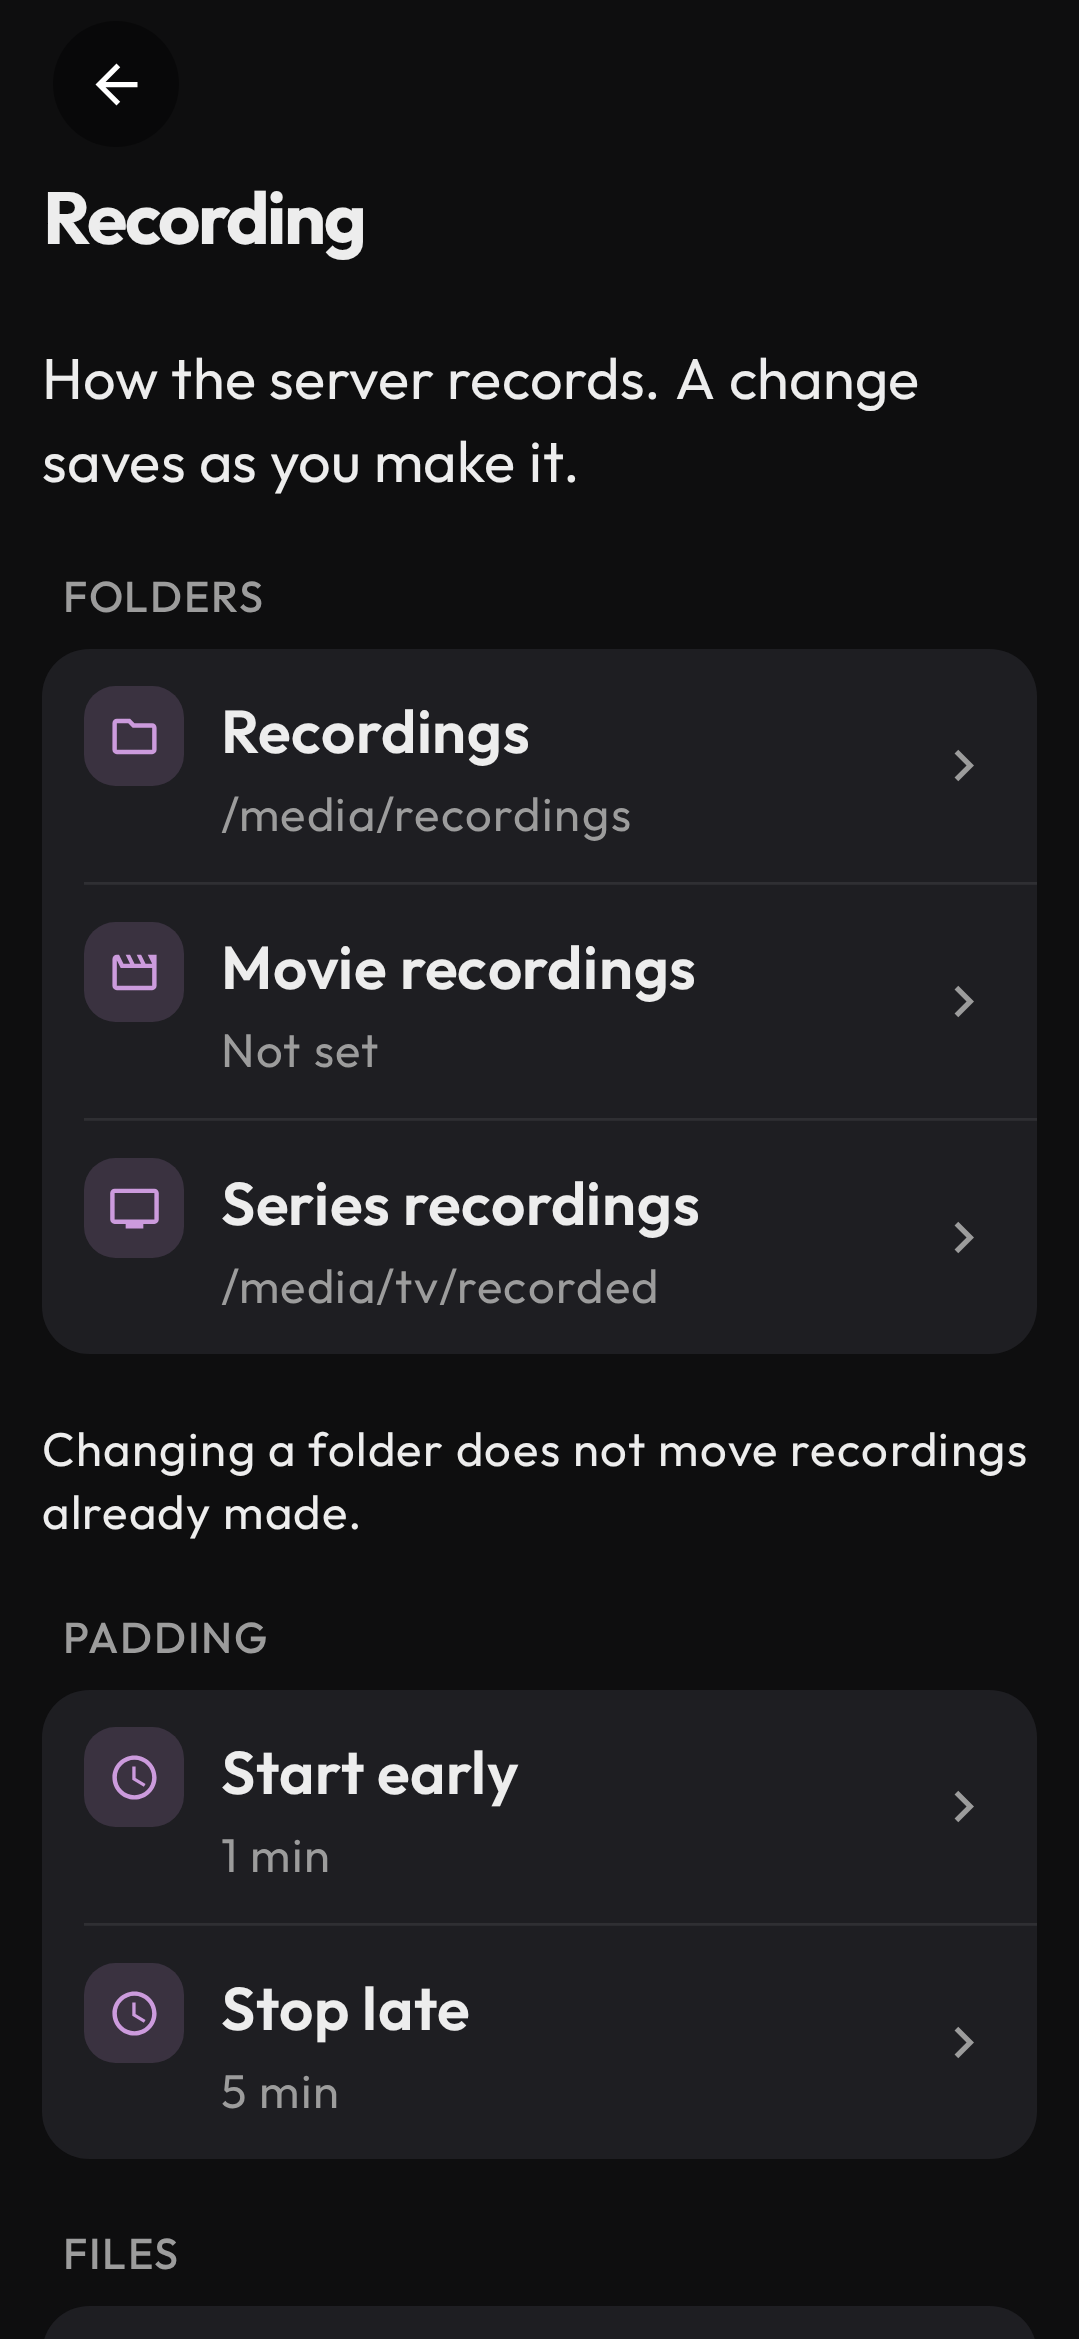 Recording
How the server records. A change
saves as you make it.
FOLDERS
Recordings
/media/recordings
Movie recordings
Not set
Series recordings
/media/tv/recorded
Changing a folder does not move recordings
already made.
PADDING
Start early
1 min
Stop late
5 min
FILES